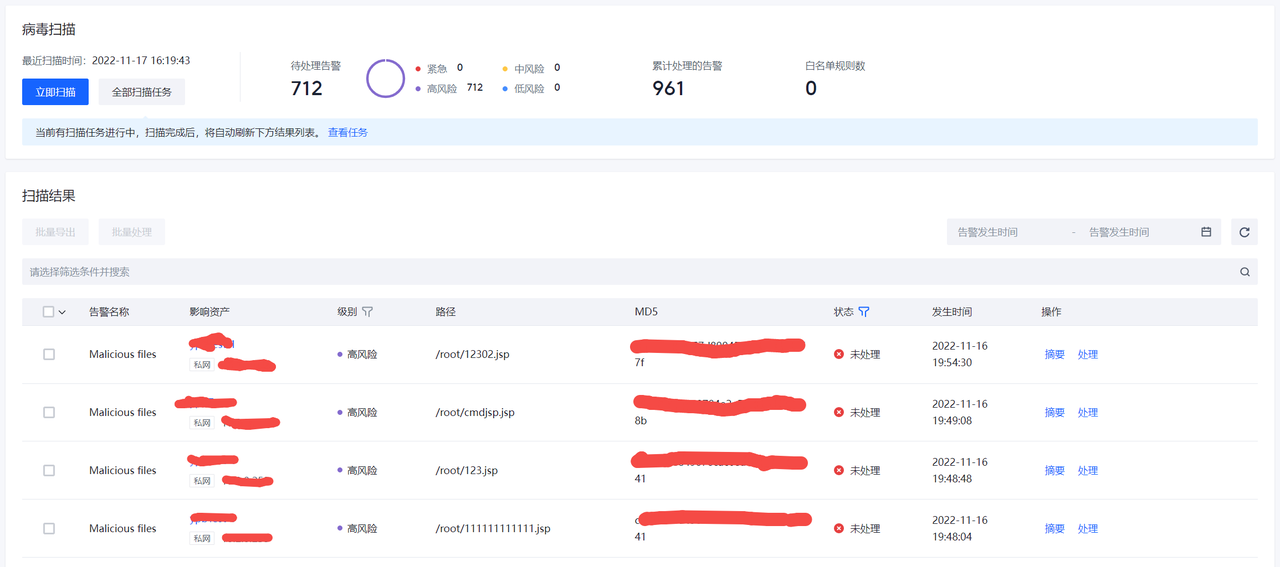 病毒扫描
最近扫描时间： 2022-11-17 16:19:43
立即扫描 全部扫描任务
待处理告警
712
紧急 0 中风险 0
高风险 712 低风险 0
累计处理的告警
961
白名单规则数
0
当前有扫描任务进行中，扫描完成后，将自动刷新下方结果列表。 查看任务
扫描结果
批量导出 批量处理
告警发生时间 - 告警发生时间
请选择筛选条件并搜索
告警名称 影响资产 级别 路径 MD5 状态 发生时间 操作
Malicious files 私网 高风险 /root/12302.jsp 7f 未处理 2022-11-16 19:54:30 摘要 处理
Malicious files 私网 高风险 /root/cmdjsp.jsp 8b 未处理 2022-11-16 19:49:08 摘要 处理
Malicious files 私网 高风险 /root/123.jsp 41 未处理 2022-11-16 19:48:48 摘要 处理
Malicious files 私网 高风险 /root/111111111111.jsp 41 未处理 2022-11-16 19:48:04 摘要 处理